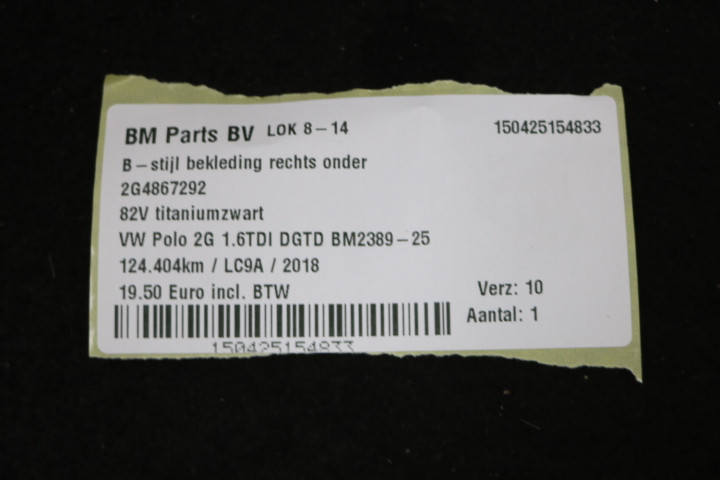 BM Parts BV LOK 8-14 150425154833
B-stijl bekleding rechts onder
2G4867292
82V titaniumzwart
VW Polo 2G 1.6TDI DGTD BM2389-25
124.404km / LC9A / 2018
19.50 Euro incl. BTW Verz: 10
Aantal: 1
150425154833